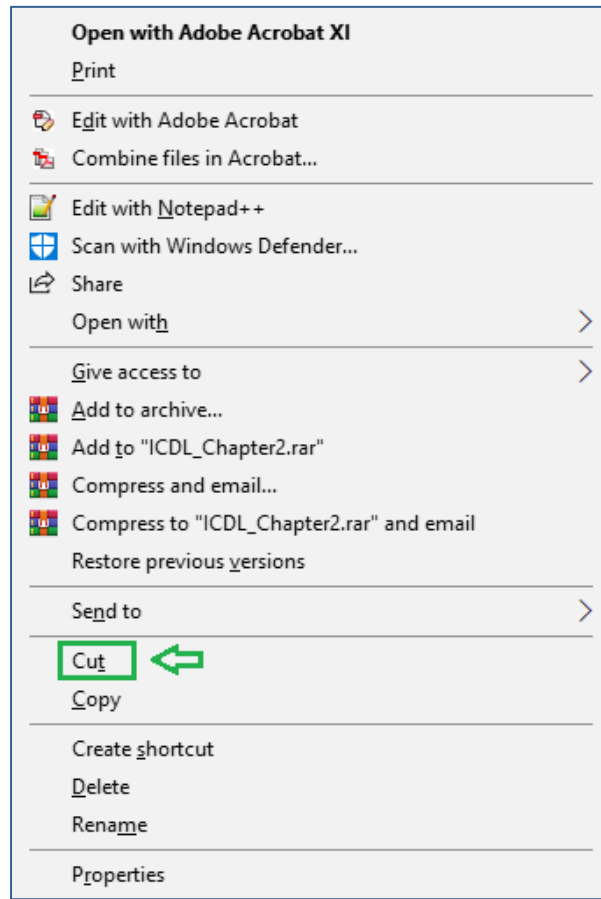 Open with Adobe Acrobat XI
Print
Edit with Adobe Acrobat
Combine files in Acrobat...
Edit with Notepad++
Scan with Windows Defender...
Share
Open with
Give access to
Add to archive...
Add to "ICDL_Chapter2.rar"
Compress and email...
Compress to "ICDL_Chapter2.rar" and email
Restore previous versions
Send to
Cut
Copy
Create shortcut
Delete
Rename
Properties